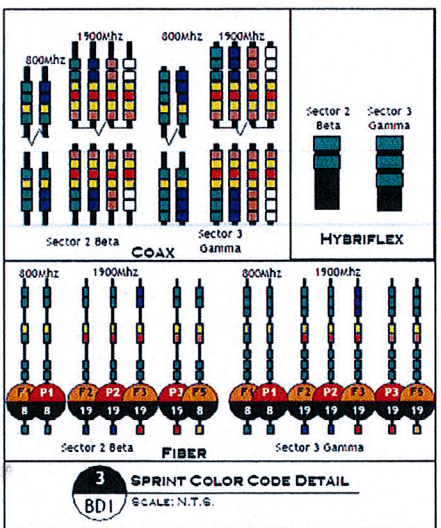 1900Mhz 1900Mhz
800Mhz 800Mhz
Sector 2 Beta
Sector 3 Gamma
COAX
Sector 2 Beta
Sector 3 Gamma
HYBRIFLEX
800Mhz 1900Mhz 800Mhz 1900Mhz
F1 P1 F2 P2 F3 P3 F5 F1 P1 F2 P2 F3 P3 F5
8 8 19 19 19 19 8 8 8 19 19 19 19 8
Sector 2 Beta
FIBER
Sector 3 Gamma
3
BD1
SPRINT COLOR CODE DETAIL
SCALE: N.T.S.